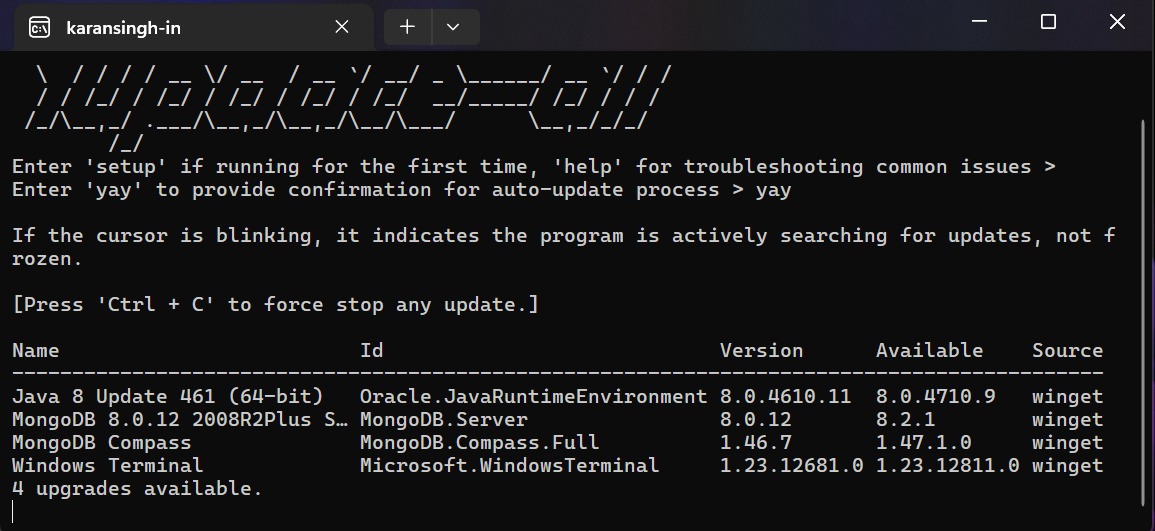 karansingh-in
Enter 'setup' if running for the first time, 'help' for troubleshooting common issues >
Enter 'yay' to provide confirmation for auto-update process > yay
If the cursor is blinking, it indicates the program is actively searching for updates, not f
rozen.
[Press 'Ctrl + C' to force stop any update.]
Name Id Version Available Source
Java 8 Update 461 (64-bit) Oracle.JavaRuntimeEnvironment 8.0.4610.11 8.0.4710.9 winget
MongoDB 8.0.12 2008R2Plus S… MongoDB.Server 8.0.12 8.2.1 winget
MongoDB Compass MongoDB.Compass.Full 1.46.7 1.47.1.0 winget
Windows Terminal Microsoft.WindowsTerminal 1.23.12681.0 1.23.12811.0 winget
4 upgrades available.